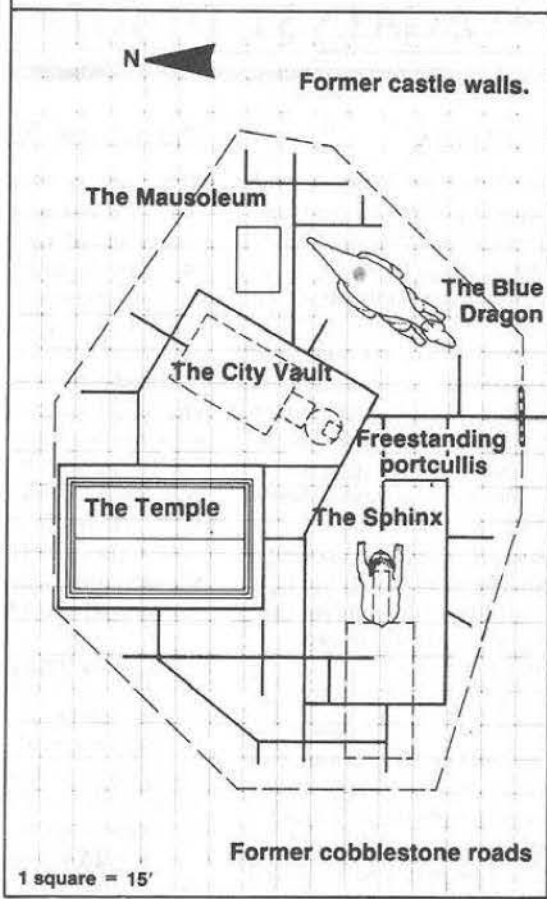 N
Former castle walls.
The Mausoleum
The Blue
Dragon
The City Vault
Freestanding
portcullis
The Temple
The Sphinx
Former cobblestone roads
1 square = 15'